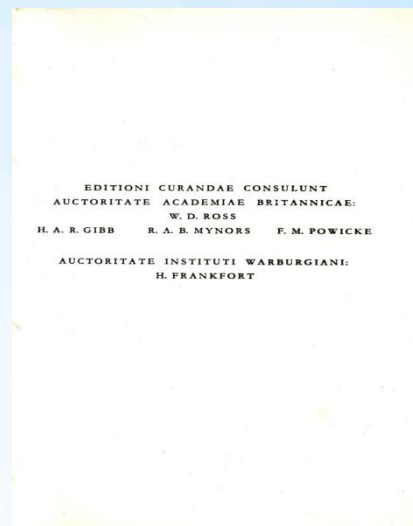 EDITIONI CURANDAE CONSULUNT
AUCTORITATE ACADEMIAE BRITANNICAE:
W. D. ROSS
H. A. R. GIBB R. A. B. MYNORS F. M. POWICKE
AUCTORITATE INSTITUTI WARBURGIANI:
H. FRANKFORT